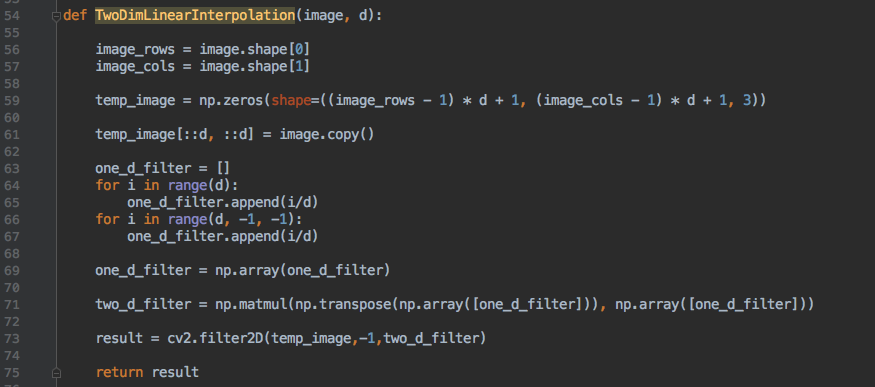 54 def TwoDimLinearInterpolation(image, d):
55
56 image_rows = image.shape[0]
57 image_cols = image.shape[1]
58
59 temp_image = np.zeros(shape=((image_rows - 1) * d + 1, (image_cols - 1) * d + 1, 3))
60
61 temp_image[::d, ::d] = image.copy()
62
63 one_d_filter = []
64 for i in range(d):
65 one_d_filter.append(i/d)
66 for i in range(d, -1, -1):
67 one_d_filter.append(i/d)
68
69 one_d_filter = np.array(one_d_filter)
70
71 two_d_filter = np.matmul(np.transpose(np.array([one_d_filter])), np.array([one_d_filter]))
72
73 result = cv2.filter2D(temp_image,-1,two_d_filter)
74
75 return result